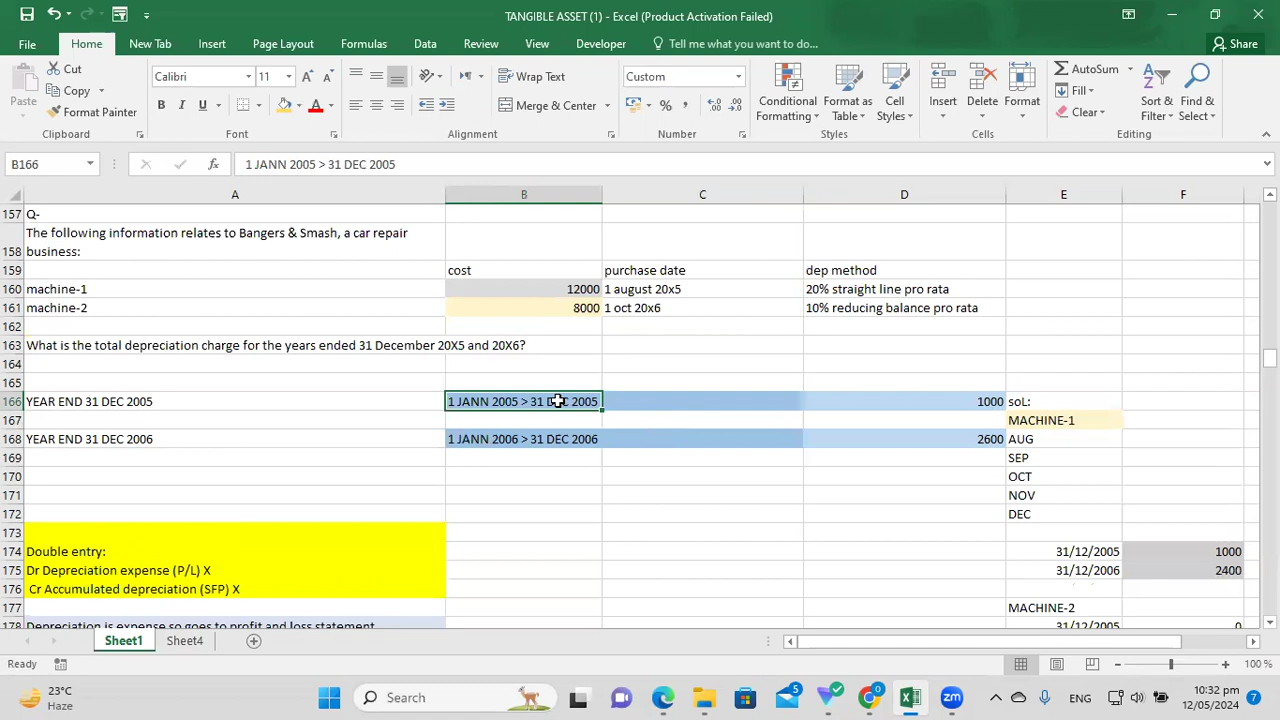 TANGIBLE ASSET (1) - Excel (Product Activation Failed)
File Home New Tab Insert Page Layout Formulas Data Review View Developer Tell me what you want to do... Share
Paste Cut Copy Format Painter
Calibri 11 B I U A A A
Wrap Text
Merge & Center
Custom
%
Conditional Formatting
Format as Table
Cell Styles
Insert Delete Format
AutoSum
Fill
Clear
Sort & Filter
Find & Select
Clipboard Font Alignment Number Styles Cells Editing
B166 fx 1 JANN 2005 > 31 DEC 2005
A B C D E F
157 Q-
The following information relates to Bangers & Smash, a car repair
158 business:
159 cost purchase date dep method
160 machine-1 12000 1 august 20x5 20% straight line pro rata
161 machine-2 8000 1 oct 20x6 10% reducing balance pro rata
162
163 What is the total depreciation charge for the years ended 31 December 20X5 and 20X6?
164
165
166 YEAR END 31 DEC 2005 1 JANN 2005 > 31 DEC 2005 1000 soL:
167 MACHINE-1
168 YEAR END 31 DEC 2006 1 JANN 2006 > 31 DEC 2006 2600 AUG
169 SEP
170 OCT
171 NOV
172 DEC
173
174 Double entry: 31/12/2005 1000
175 Dr Depreciation expense (P/L) X 31/12/2006 2400
176 Cr Accumulated depreciation (SFP) X
177 MACHINE-2
178 Depreciation is expense so goes to profit and loss statement 31/12/2005 0
Sheet1 Sheet4
Ready 100 %
23°C
Haze
Search
5
0
ENG
10:32 pm
12/05/2024
7